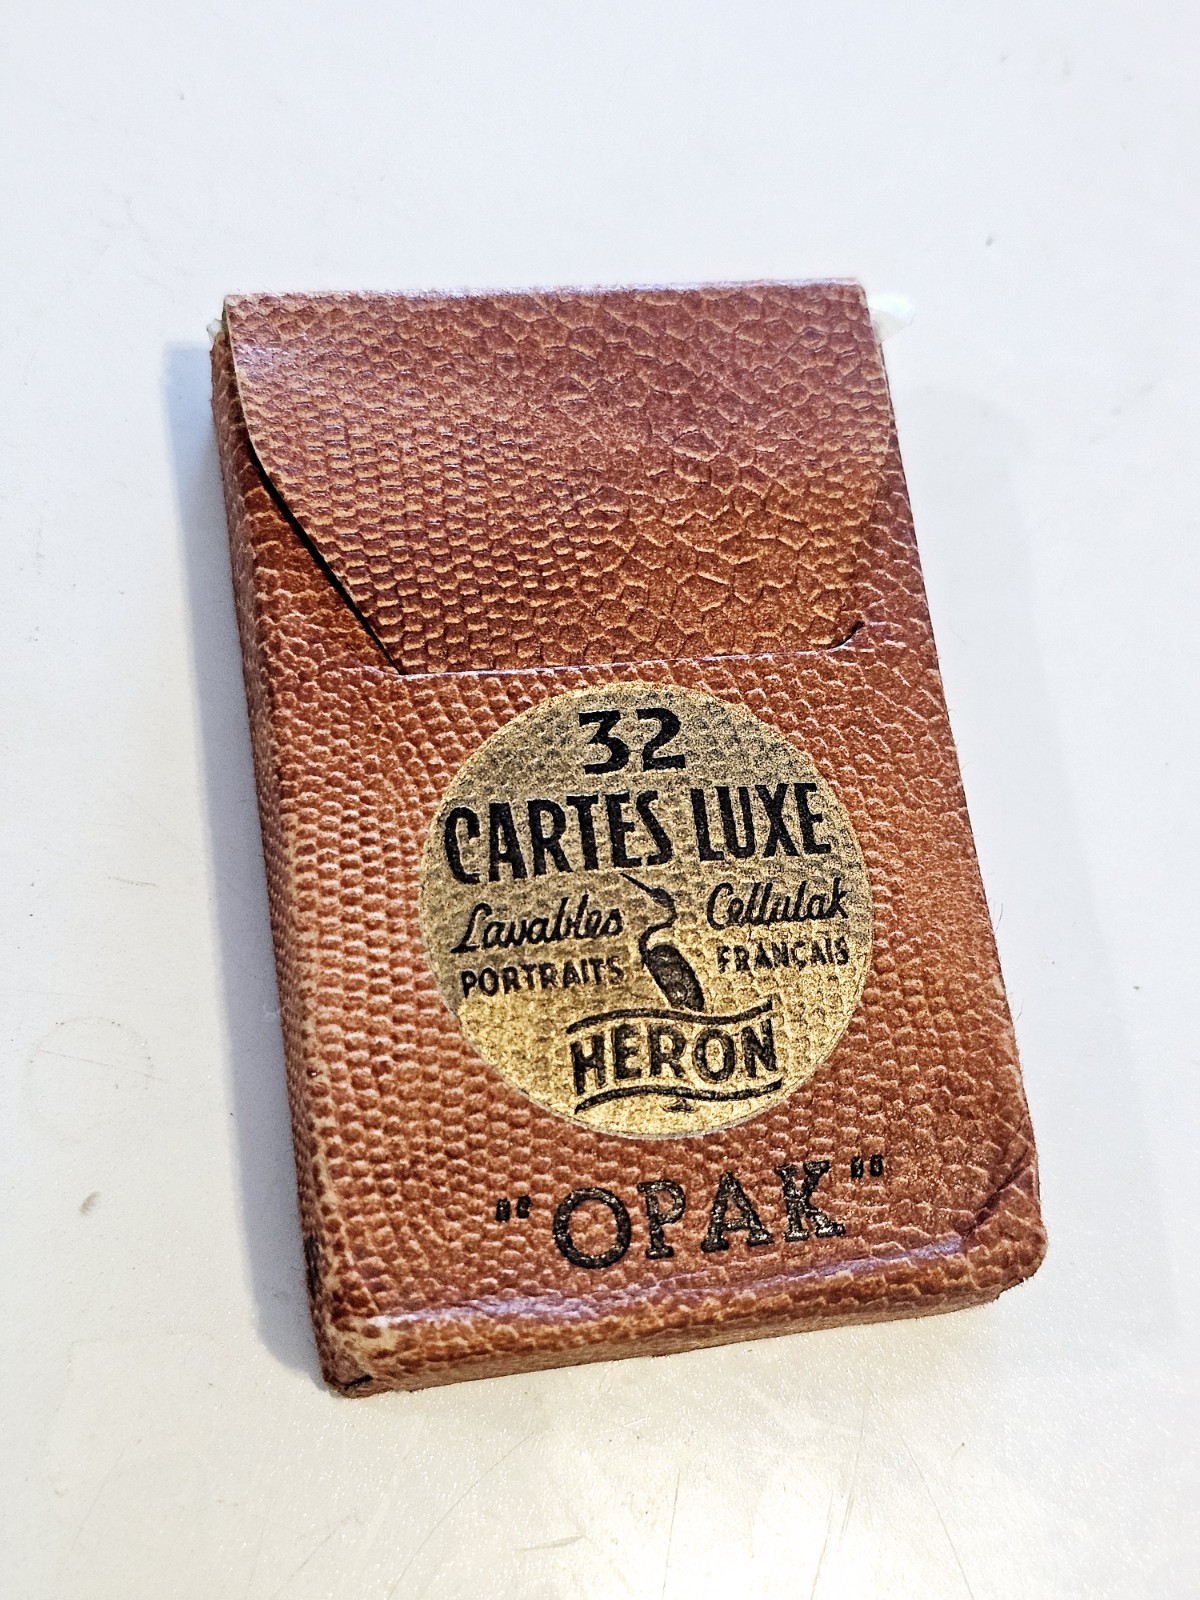 32
CARTES LUXE
Lavables Cellulak
PORTRAITS FRANÇAIS
HERON
"OPAK"